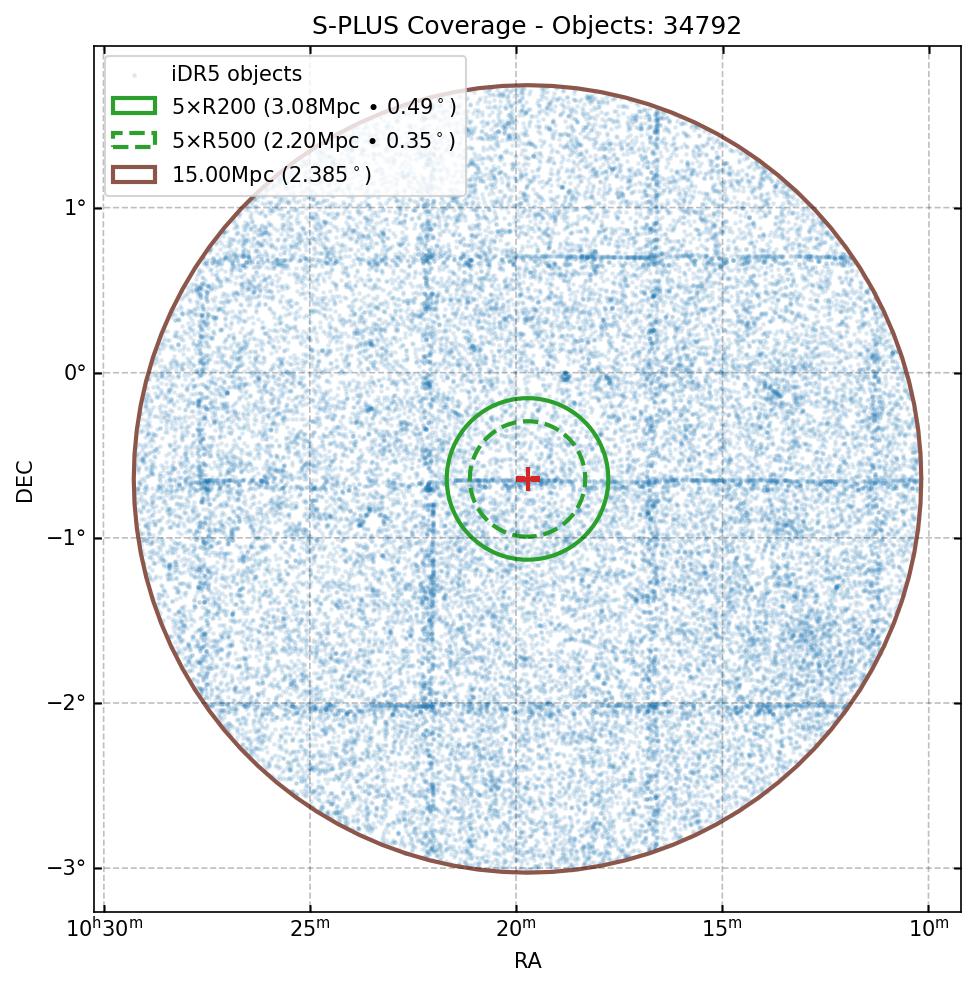 S-PLUS Coverage - Objects: 34792
iDR5 objects
5×R200 (3.08Mpc • 0.49°)
5×R500 (2.20Mpc • 0.35°)
15.00Mpc (2.385°)
1°
0°
−1°
−2°
−3°
DEC
10ʰ30ᵐ 25ᵐ 20ᵐ 15ᵐ 10ᵐ
RA